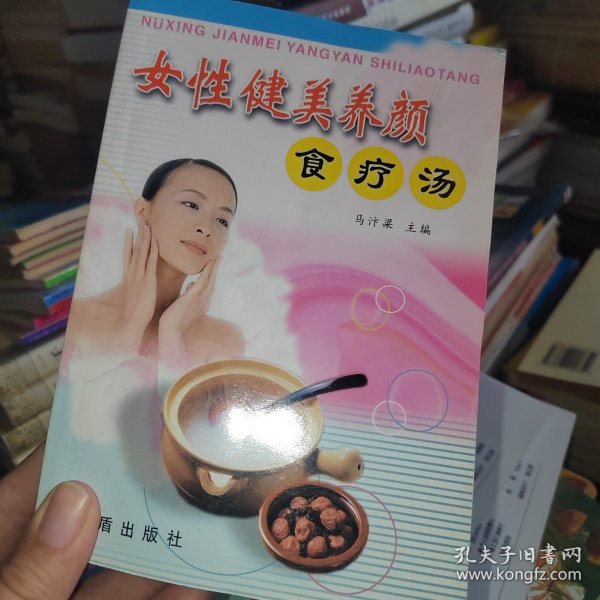 NÜXING JIANMEI YANGYAN SHILIAOTANG
女性健美养颜
食疗汤
马汴梁 主编
盾出版社
孔夫子旧书网
www.kongfz.com